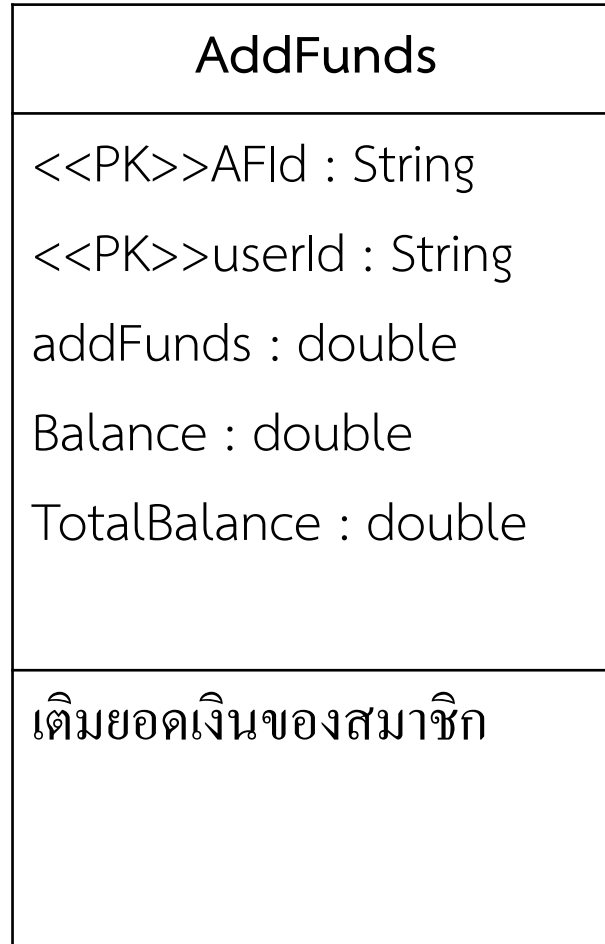 AddFunds
<<PK>>AFId : String
<<PK>>userId : String
addFunds : double
Balance : double
TotalBalance : double
เติมยอดเงินของสมาชิก